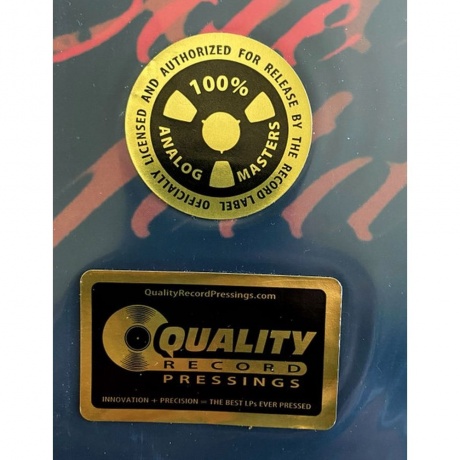 OFFICIALLY LICENSED AND AUTHORIZED FOR RELEASE BY THE RECORD LABEL
100%
ANALOG MASTERS
QualityRecordPressings.com
QUALITY
RECORD
PRESSINGS
INNOVATION + PRECISION = THE BEST LPs EVER PRESSED